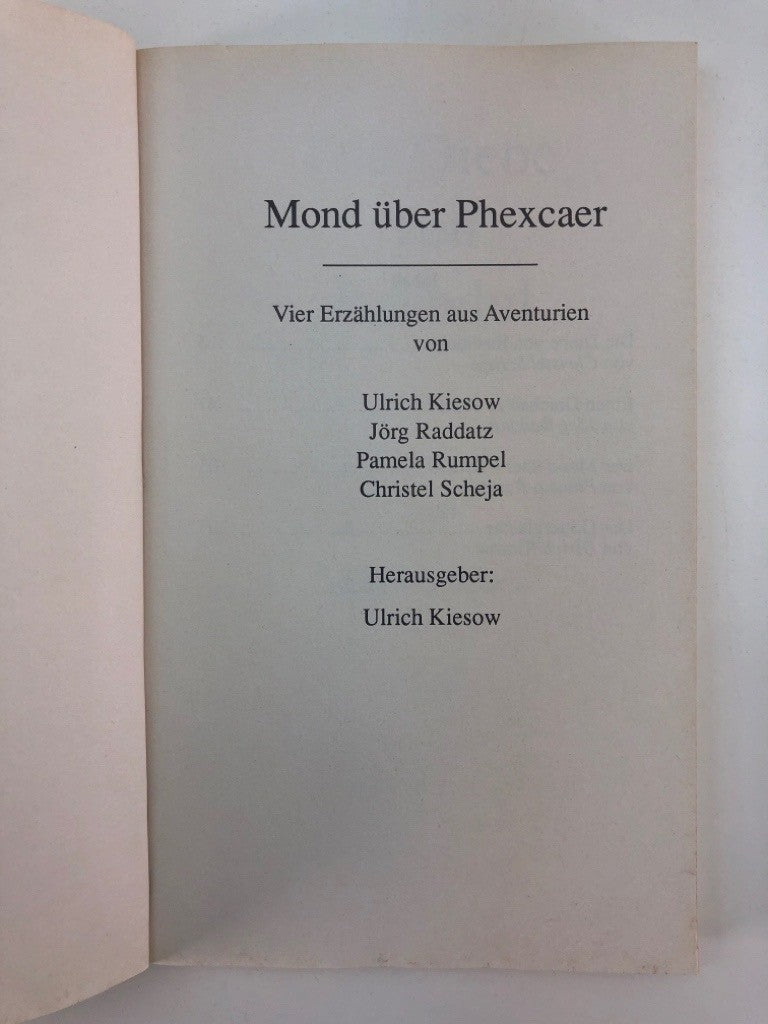 Mond über Phexcaer
Vier Erzählungen aus Aventurien
von
Ulrich Kiesow
Jörg Raddatz
Pamela Rumpel
Christel Scheja
Herausgeber:
Ulrich Kiesow